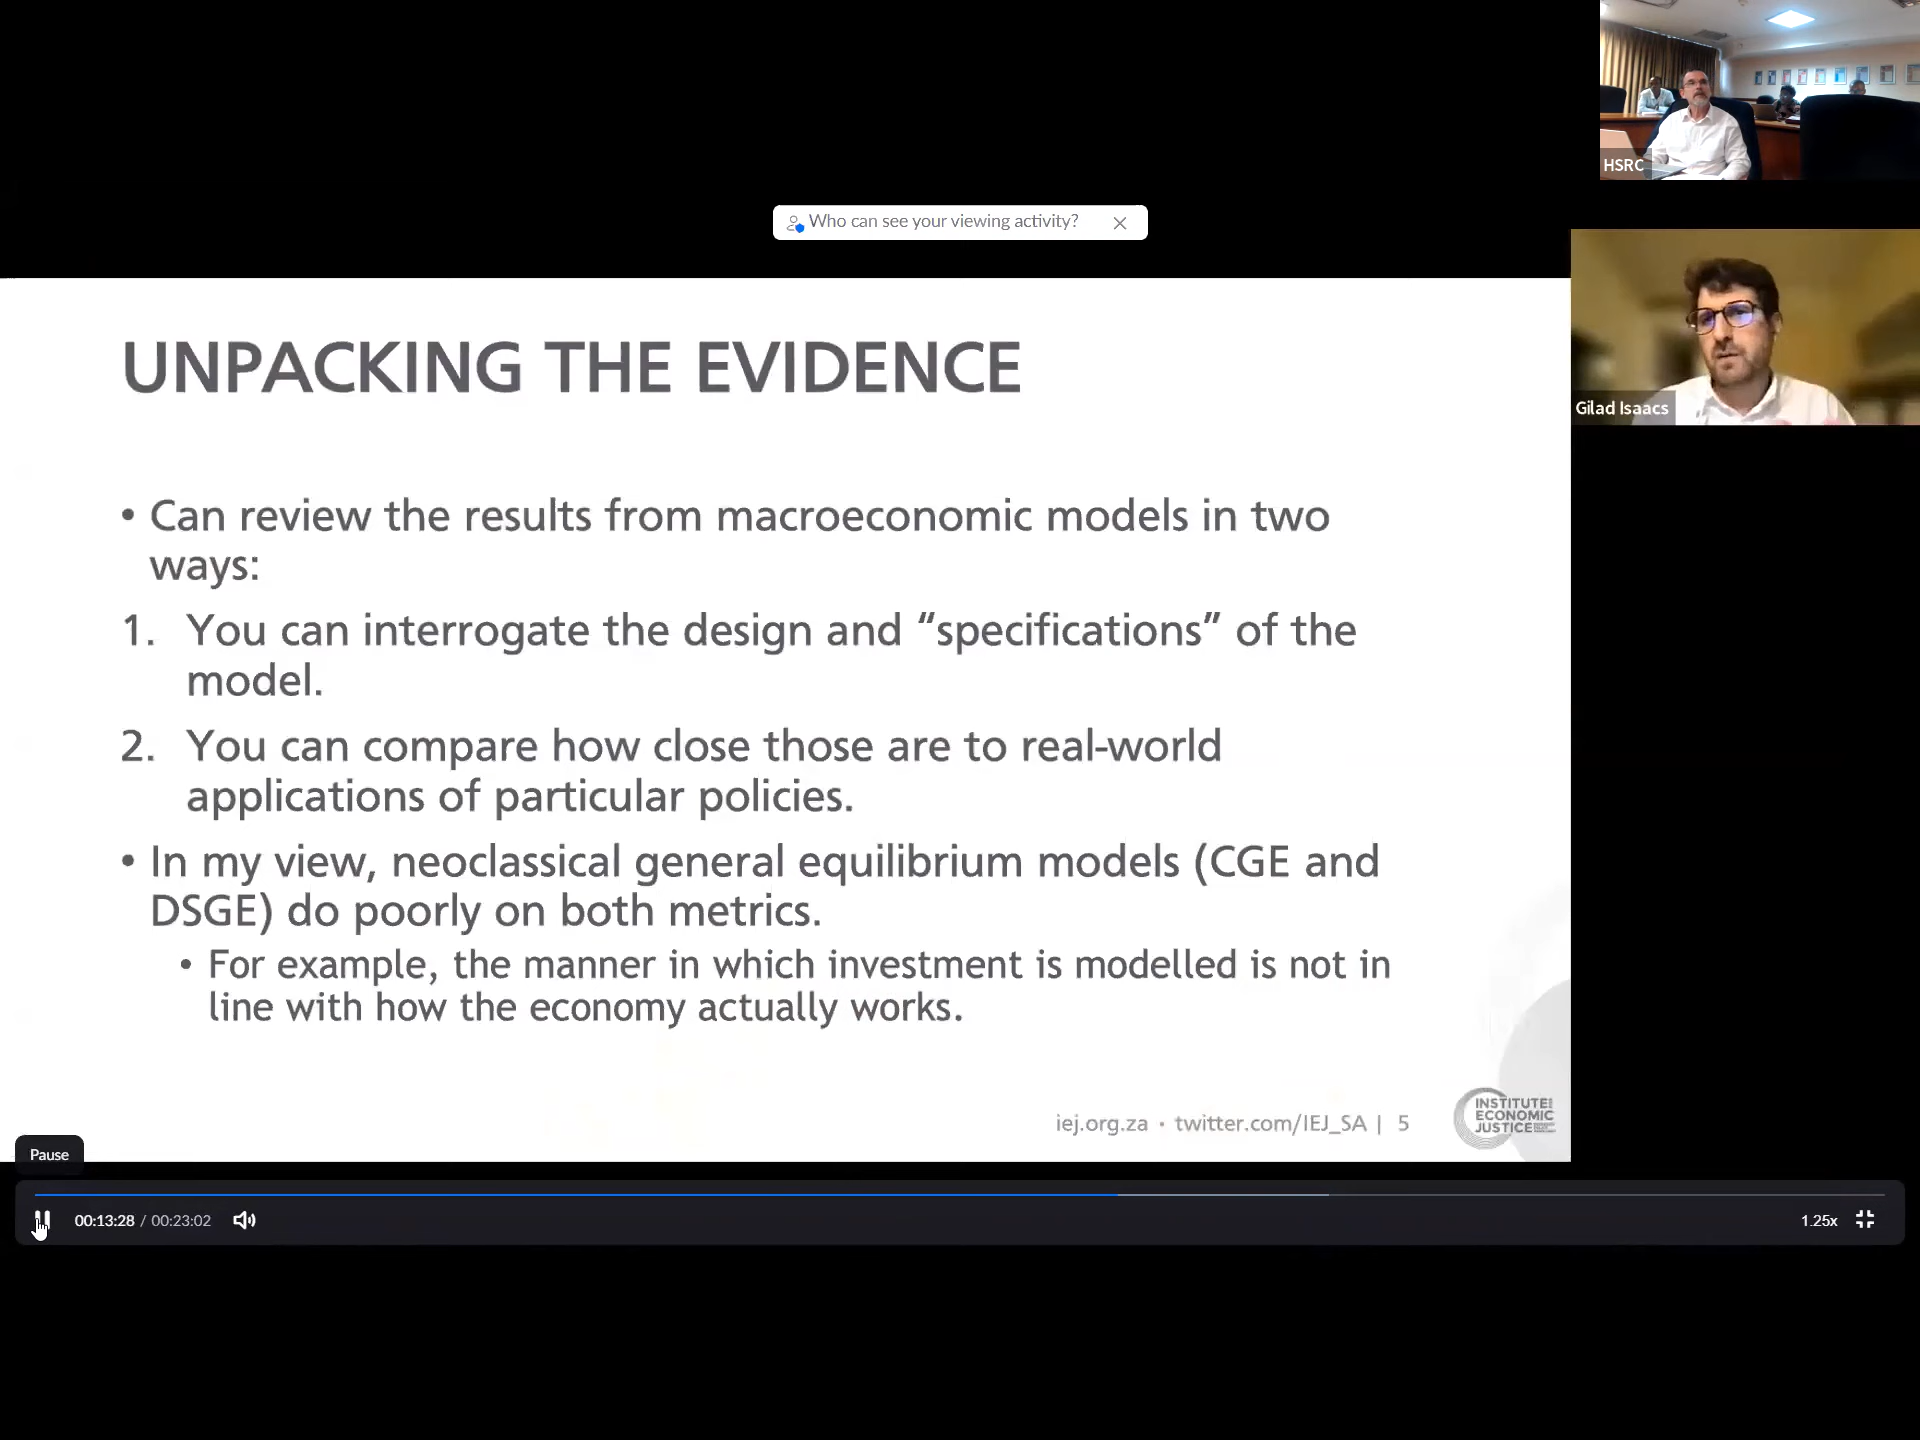 HSRC
Who can see your viewing activity?
Gilad Isaacs
UNPACKING THE EVIDENCE
• Can review the results from macroeconomic models in two
ways:
1. You can interrogate the design and “specifications” of the
model.
2. You can compare how close those are to real-world
applications of particular policies.
• In my view, neoclassical general equilibrium models (CGE and
DSGE) do poorly on both metrics.
• For example, the manner in which investment is modelled is not in
line with how the economy actually works.
iej.org.za • twitter.com/IEJ_SA | 5
INSTITUTE
ECONOMIC
JUSTICE
Pause
00:13:28 / 00:23:02
1.25x